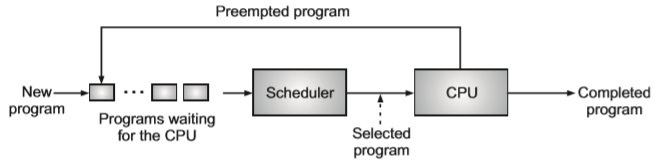 Preempted program
New
program
Programs waiting
for the CPU
Scheduler
Selected
program
CPU
Completed
program